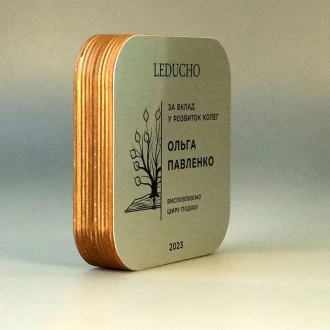 LEDUCHO
ЗА ВКЛАД
У РОЗВИТОК КОЛЕГ
ОЛЬГА
ПАВЛЕНКО
ВИСЛОВЛЮЄМО
ЩИРУ ПОДЯКУ
2023